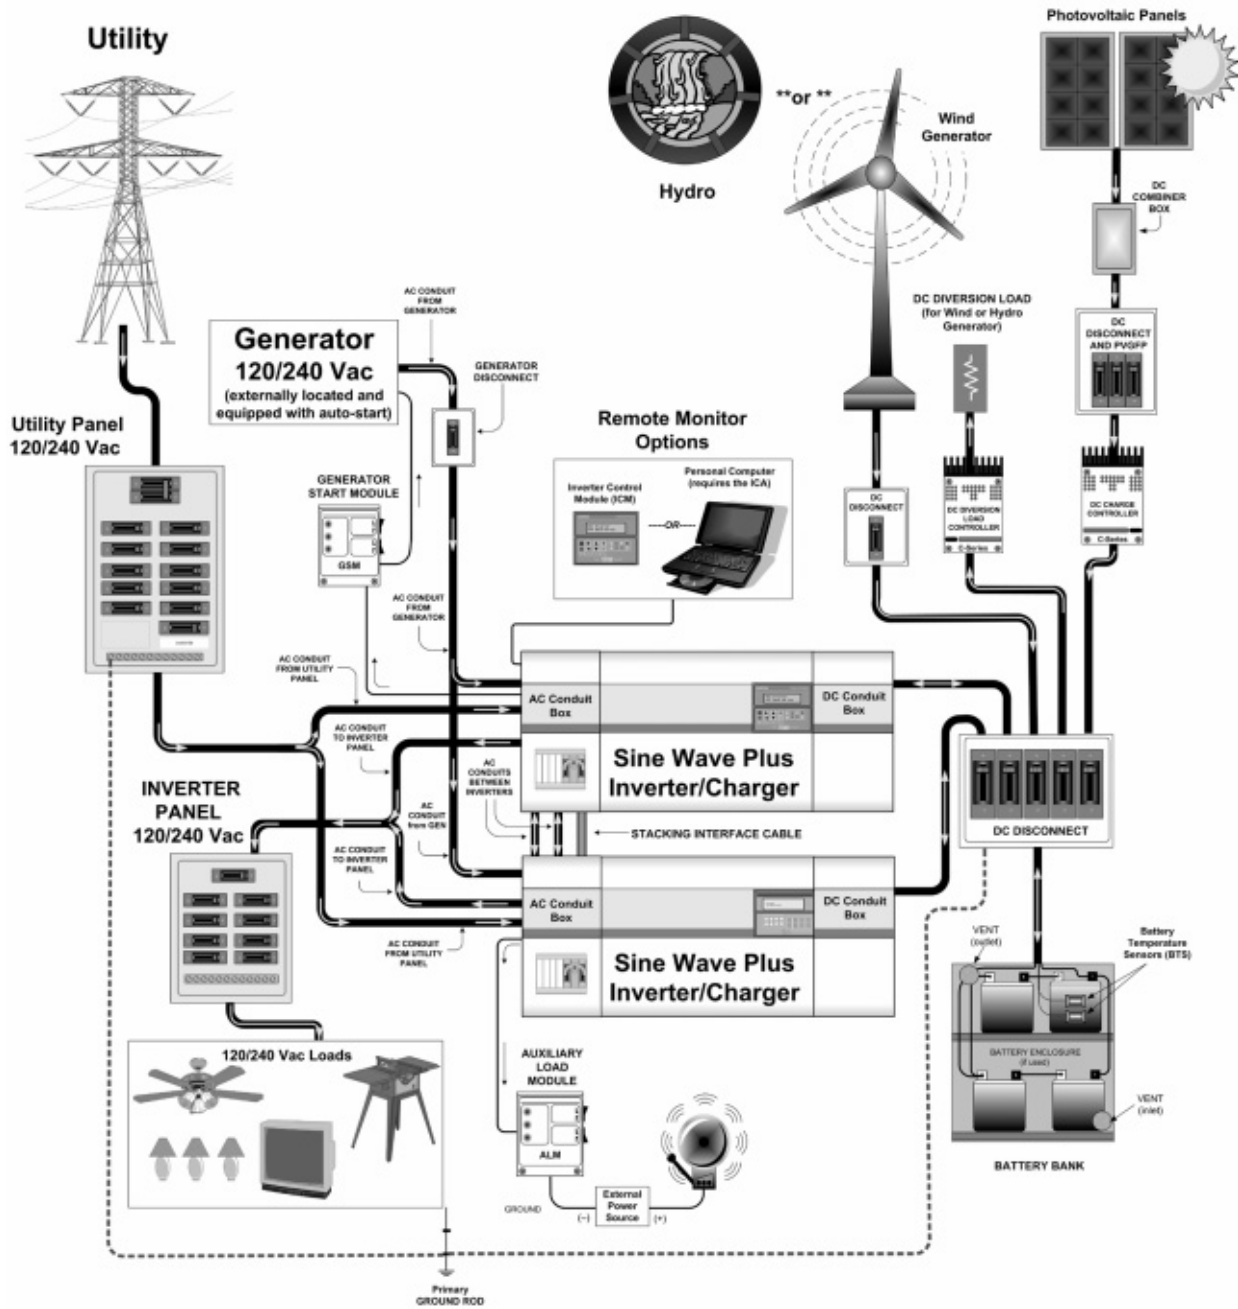 Utility
Photovoltaic Panels
**or **
Wind
Generator
Hydro
DC
COMBINER
BOX
AC CONDUIT
FROM
GENERATOR
DC DIVERSION LOAD
(for Wind or Hydro
Generator)
DC
DISCONNECT
AND PVGFP
Generator
120/240 Vac
(externally located and
equipped with auto-start)
GENERATOR
DISCONNECT
Utility Panel
120/240 Vac
Remote Monitor
Options
GENERATOR
START MODULE
GSM
Inverter Control
Module (ICM)
--OR--
Personal Computer
(requires the ICA)
DC
DISCONNECT
DC DIVERSION
LOAD
CONTROLLER
C-Series
DC CHARGE
CONTROLLER
C-Series
AC CONDUIT
FROM
GENERATOR
AC CONDUIT
FROM UTILITY
PANEL
AC Conduit
Box
DC Conduit
Box
AC CONDUIT
TO INVERTER
PANEL
AC
CONDUITS
BETWEEN
INVERTERS
Sine Wave Plus
Inverter/Charger
INVERTER
PANEL
120/240 Vac
AC
CONDUIT
from GEN
STACKING INTERFACE CABLE
DC DISCONNECT
AC CONDUIT
TO INVERTER
PANEL
AC Conduit
Box
DC Conduit
Box
AC CONDUIT
FROM UTILITY
PANEL
Sine Wave Plus
Inverter/Charger
VENT
(outlet)
Battery
Temperature
Sensors (BTS)
BATTERY ENCLOSURE
(if used)
VENT
(inlet)
BATTERY BANK
120/240 Vac Loads
AUXILIARY
LOAD
MODULE
ALM
GROUND
(–)
External
Power
Source
(+)
Primary
GROUND ROD